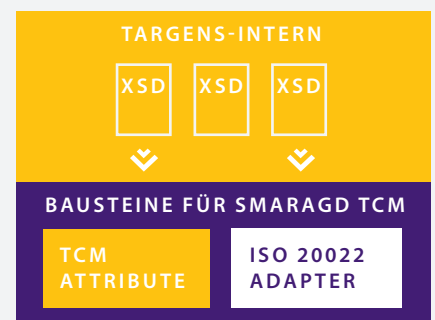 TARGENS-INTERN
XSD XSD XSD
BAUSTEINE FÜR SMARAGD TCM
TCM
ATTRIBUTE
ISO 20022
ADAPTER